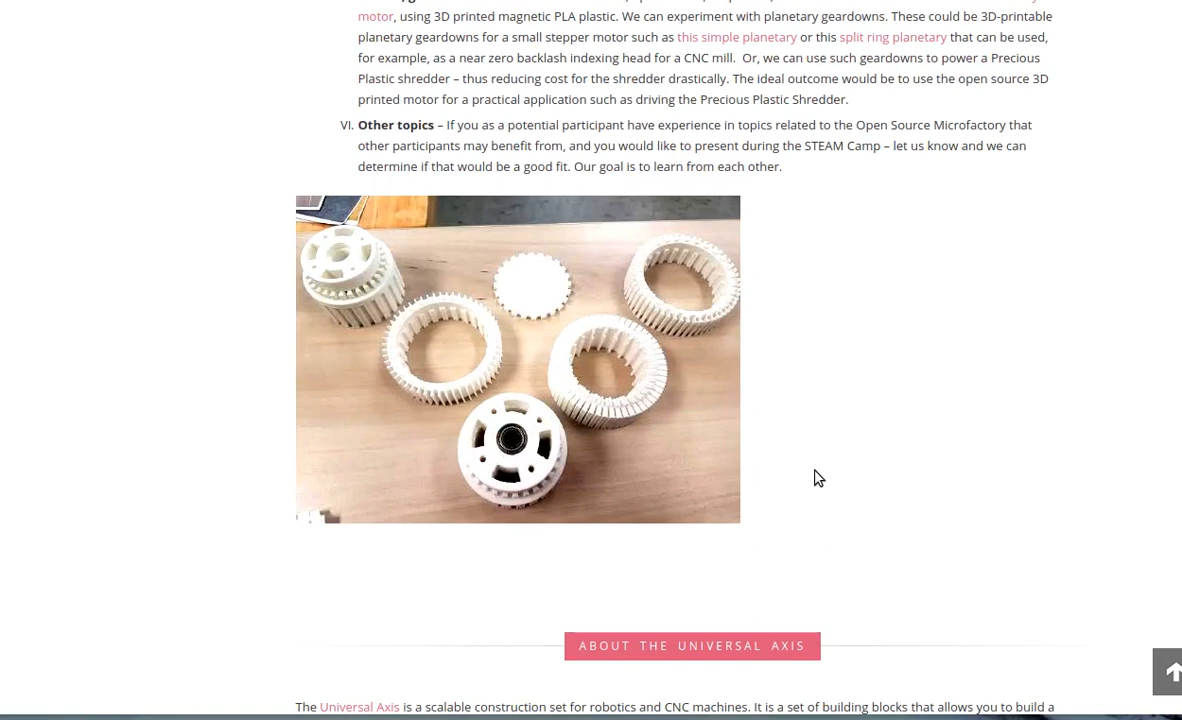 motor, using 3D printed magnetic PLA plastic. We can experiment with planetary geardowns. These could be 3D-printable
planetary geardowns for a small stepper motor such as this simple planetary or this split ring planetary that can be used,
for example, as a near zero backlash indexing head for a CNC mill.  Or, we can use such geardowns to power a Precious
Plastic shredder – thus reducing cost for the shredder drastically. The ideal outcome would be to use the open source 3D
printed motor for a practical application such as driving the Precious Plastic Shredder.
VI. Other topics – If you as a potential participant have experience in topics related to the Open Source Microfactory that
other participants may benefit from, and you would like to present during the STEAM Camp – let us know and we can
determine if that would be a good fit. Our goal is to learn from each other.
ABOUT THE UNIVERSAL AXIS
The Universal Axis is a scalable construction set for robotics and CNC machines. It is a set of building blocks that allows you to build a